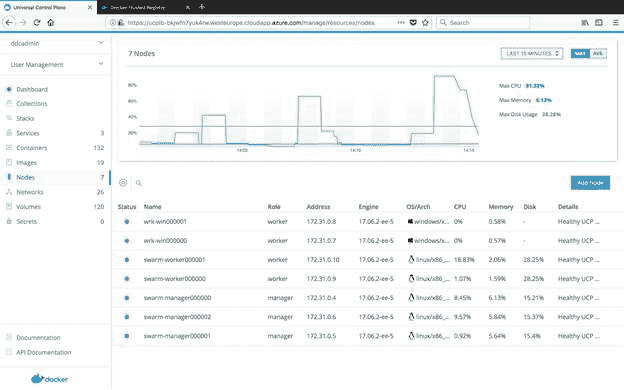 Universal Control Plane
Docker Trusted Registry
https://ucplb-bkjwfn7yuk4rw.westeurope.cloudapp.azure.com/manage/resources/nodes
Search
ddcadmin
User Management
Dashboard
Collections
Stacks
Services 3
Containers 132
Images 19
Nodes 7
Networks 26
Volumes 120
Secrets 0
Documentation
API Documentation
docker
7 Nodes
LAST 15 MINUTES
MAX
AVG
80%
60%
40%
20%
14:05
14:10
14:15
Max CPU 91.32%
Max Memory 6.13%
Max Disk Usage 28.28%
Add Node
Status Name Role Address Engine OS/Arch CPU Memory Disk Details
wrk-win000001 worker 172.31.0.8 17.06.2-ee-5 windows/x... 0% 0.58% - Healthy UCP ...
wrk-win000000 worker 172.31.0.7 17.06.2-ee-5 windows/x... 0% 0.57% - Healthy UCP ...
swarm-worker000001 worker 172.31.0.10 17.06.2-ee-5 linux/x86_... 18.83% 2.06% 28.25% Healthy UCP ...
swarm-worker000000 worker 172.31.0.9 17.06.2-ee-5 linux/x86_... 1.07% 1.59% 28.25% Healthy UCP ...
swarm-manager000000 manager 172.31.0.4 17.06.2-ee-5 linux/x86_... 8.45% 6.13% 15.21% Healthy UCP ...
swarm-manager000002 manager 172.31.0.6 17.06.2-ee-5 linux/x86_... 9.57% 5.84% 15.37% Healthy UCP ...
swarm-manager000001 manager 172.31.0.5 17.06.2-ee-5 linux/x86_... 0.92% 5.64% 15.4% Healthy UCP ...